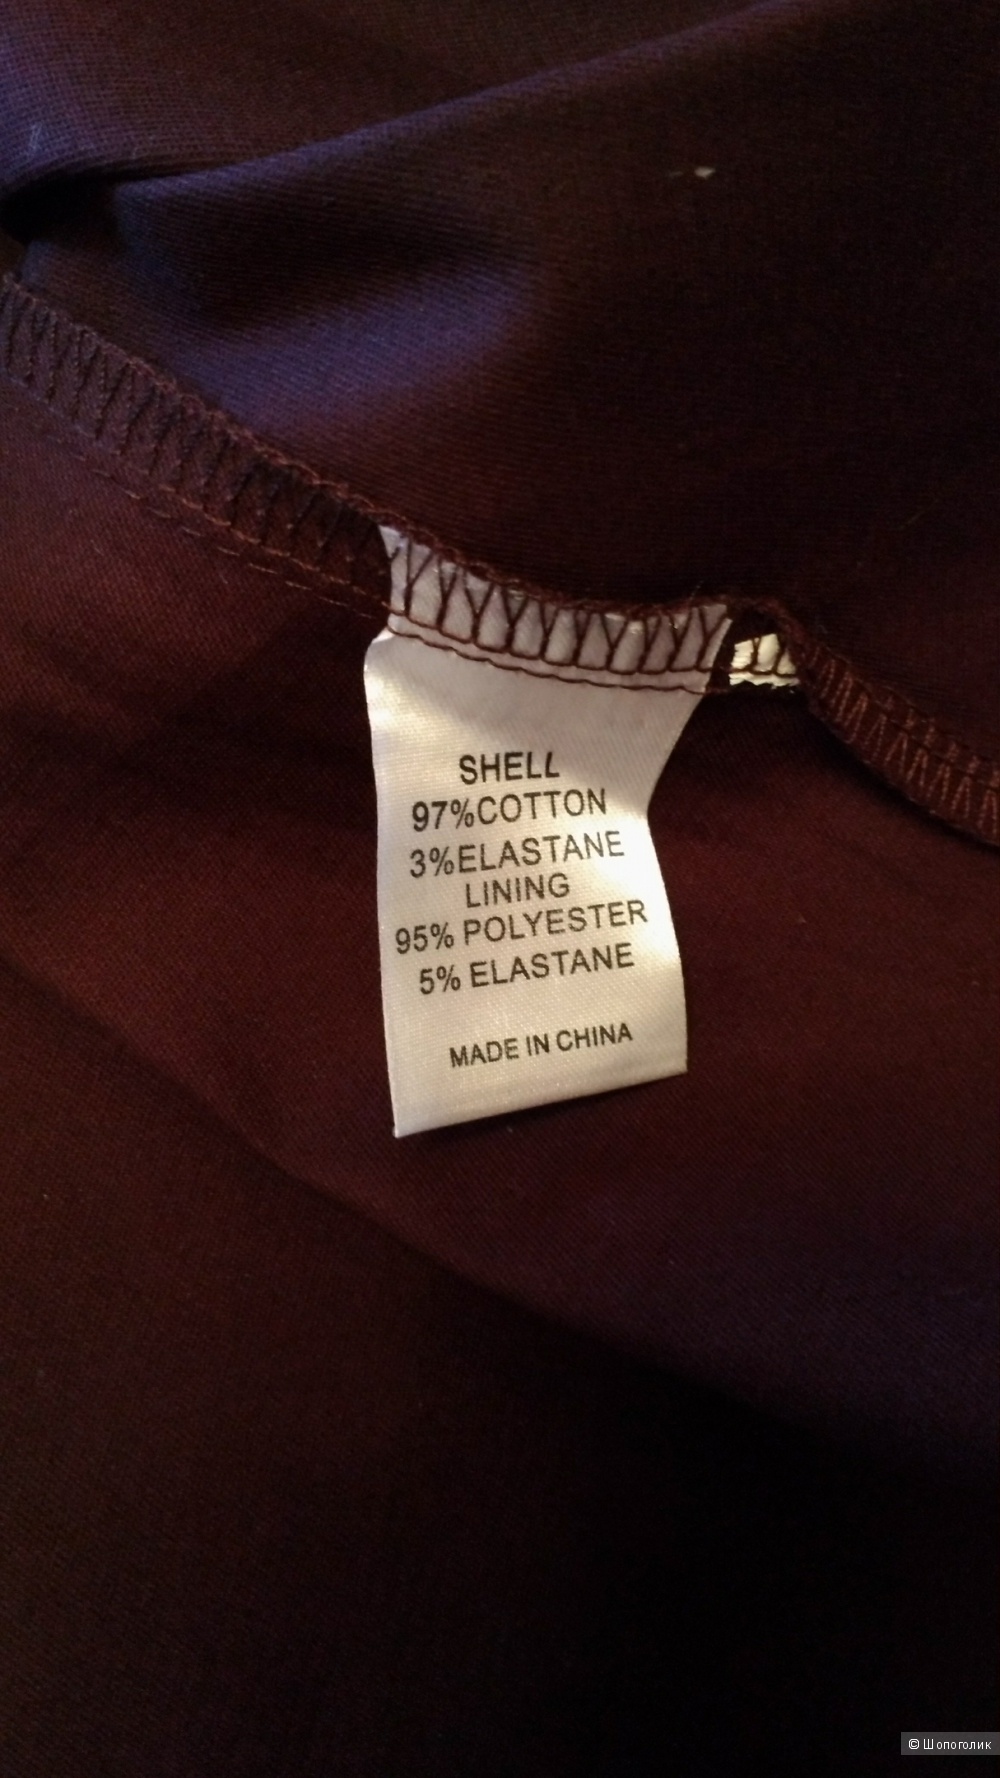 SHELL
97%COTTON
3%ELASTANE
LINING
95% POLYESTER
5% ELASTANE
MADE IN CHINA
© Шопоголик